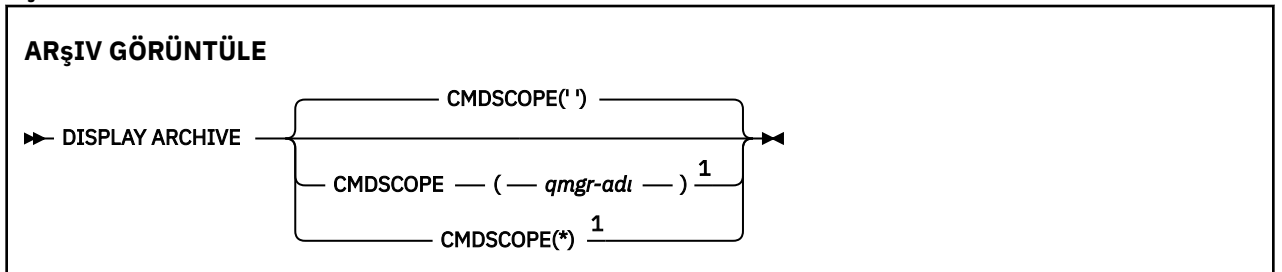 ARşIV GÖRÜNTÜLE
CMDSCOPE(' ')
DISPLAY ARCHIVE
CMDSCOPE ( qmgr-adı ) 1
CMDSCOPE(*) 1